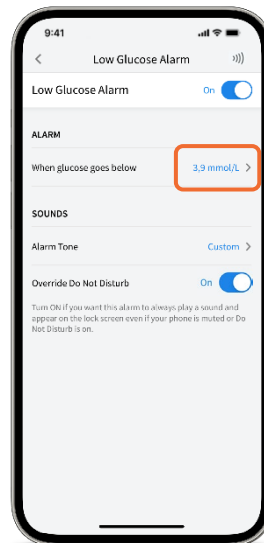 9:41
Low Glucose Alarm
Low Glucose Alarm On
ALARM
When glucose goes below 3,9 mmol/L
SOUNDS
Alarm Tone Custom
Override Do Not Disturb On
Turn ON if you want this alarm to always play a sound and
appear on the lock screen even if your phone is muted or Do
Not Disturb is on.